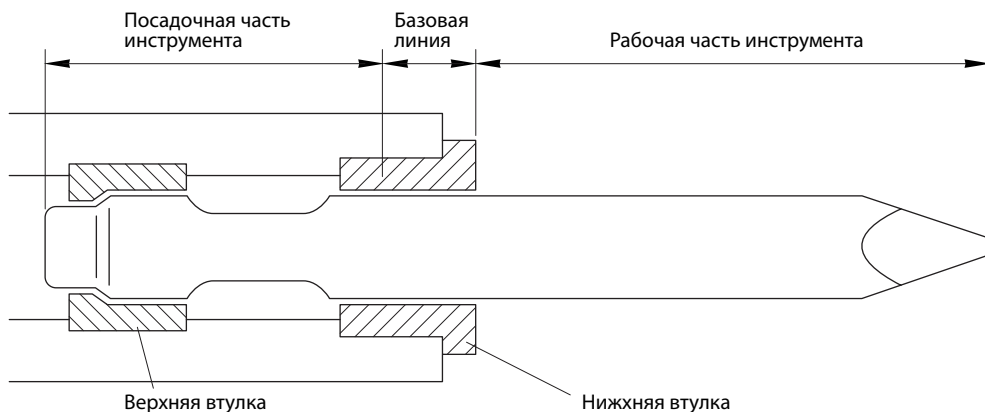 Посадочная часть
инструмента
Базовая
линия
Рабочая часть инструмента
Верхняя втулка
Нижхняя втулка